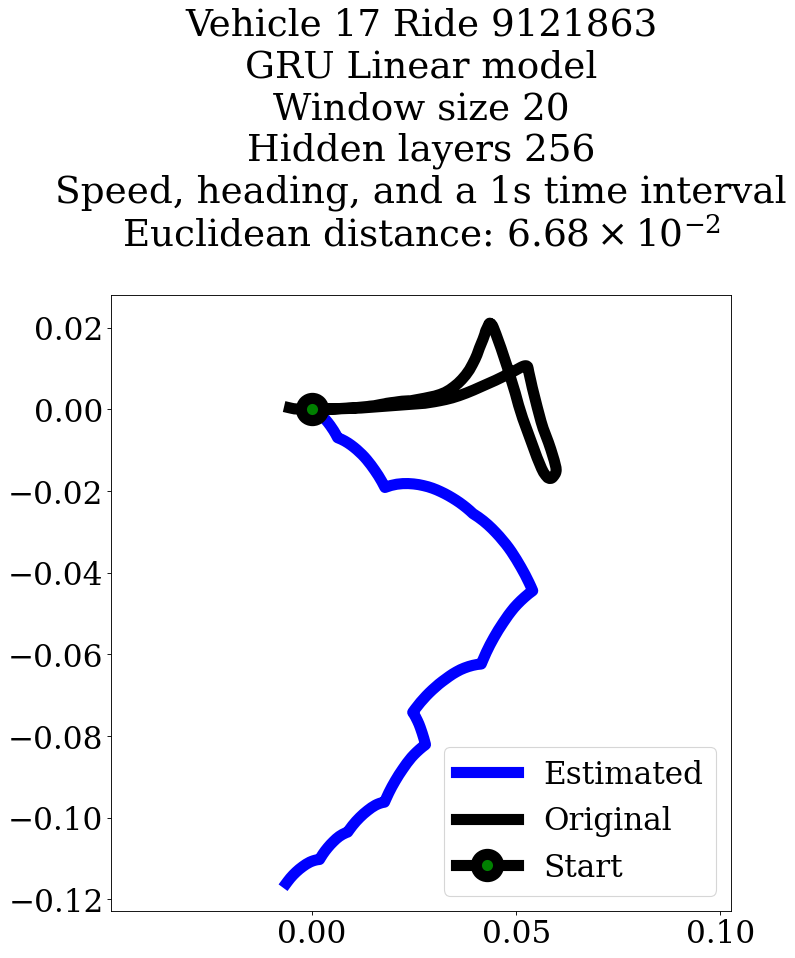 Vehicle 17 Ride 9121863
GRU Linear model
Window size 20
Hidden layers 256
Speed, heading, and a 1s time interval
Euclidean distance: 6.68 × 10⁻²
0.02
0.00
−0.02
−0.04
−0.06
−0.08
−0.10
−0.12
Estimated
Original
Start
0.00 0.05 0.10